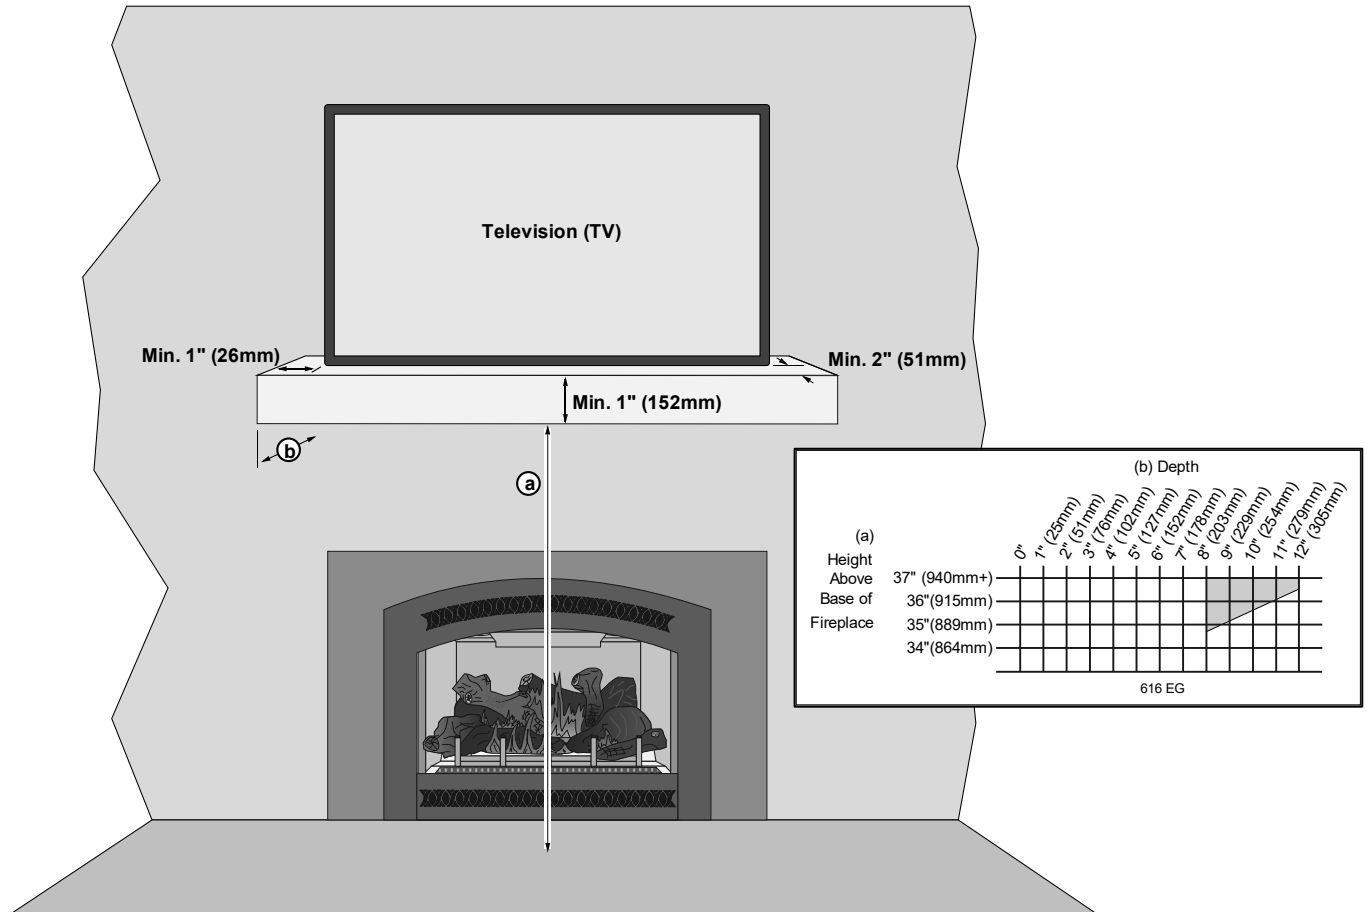 Television (TV)
Min. 1" (26mm)
Min. 2" (51mm)
Min. 1" (152mm)
b
a
(b) Depth
0"
1" (25mm)
2" (51mm)
3" (76mm)
4" (102mm)
5" (127mm)
6" (152mm)
7" (178mm)
8" (203mm)
9" (229mm)
10" (254mm)
11" (279mm)
12" (305mm)
(a)
Height
Above
Base of
Fireplace
37" (940mm+)
36"(915mm)
35"(889mm)
34"(864mm)
616 EG